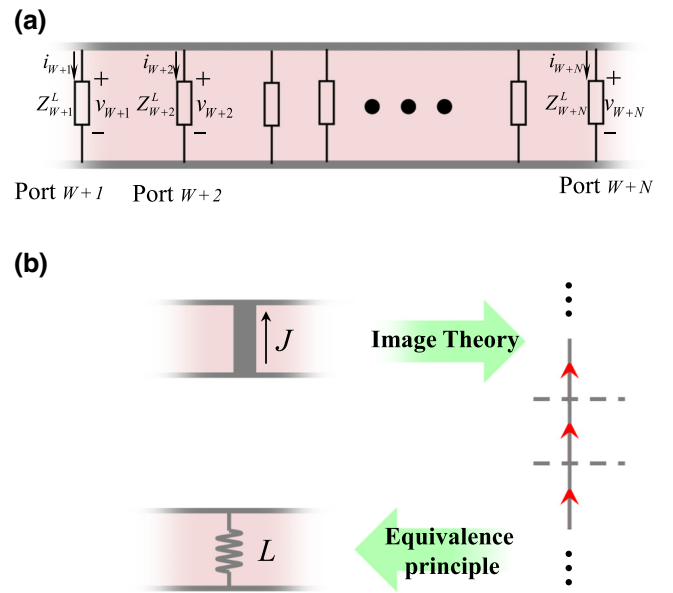 (a)
i_{W+1} i_{W+2} i_{W+N}
+ + +
Z^L_{W+1} v_{W+1} Z^L_{W+2} v_{W+2} Z^L_{W+N} v_{W+N}
− − −
Port W+1 Port W+2 Port W+N
(b)
J
Image Theory
L
Equivalence
principle